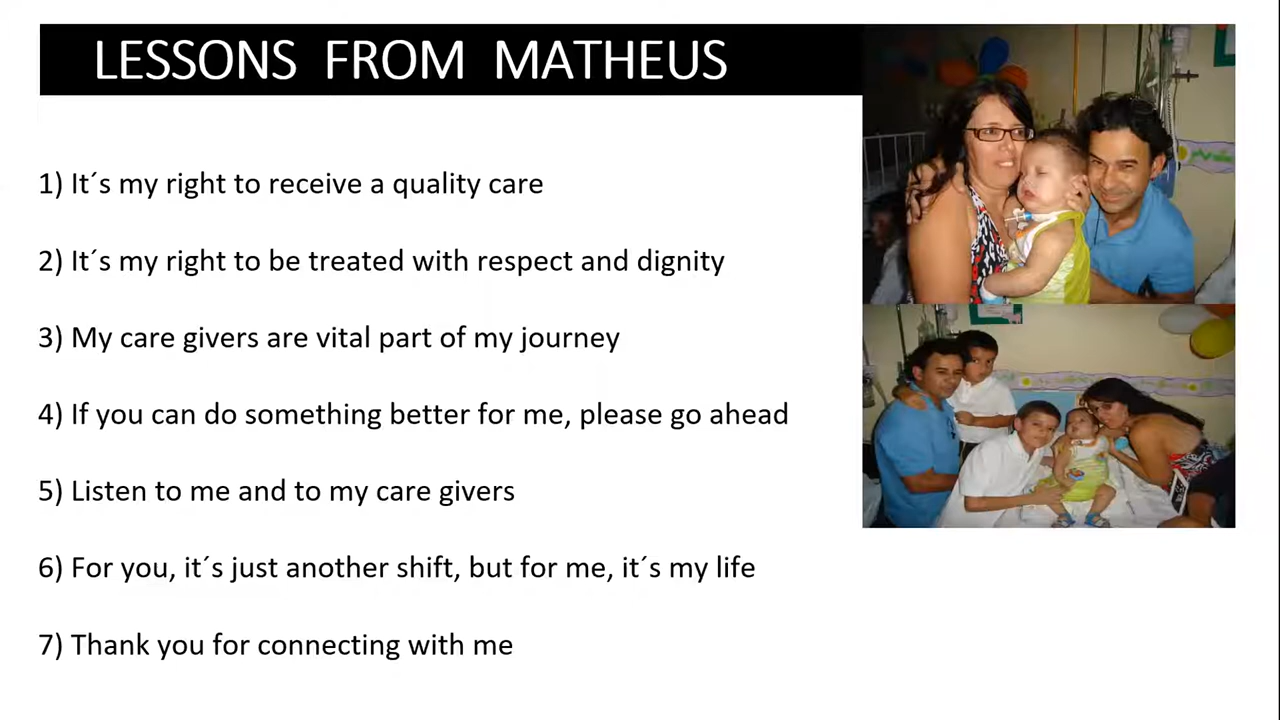 LESSONS FROM MATHEUS
1) It´s my right to receive a quality care
2) It´s my right to be treated with respect and dignity
3) My care givers are vital part of my journey
4) If you can do something better for me, please go ahead
5) Listen to me and to my care givers
6) For you, it´s just another shift, but for me, it´s my life
7) Thank you for connecting with me